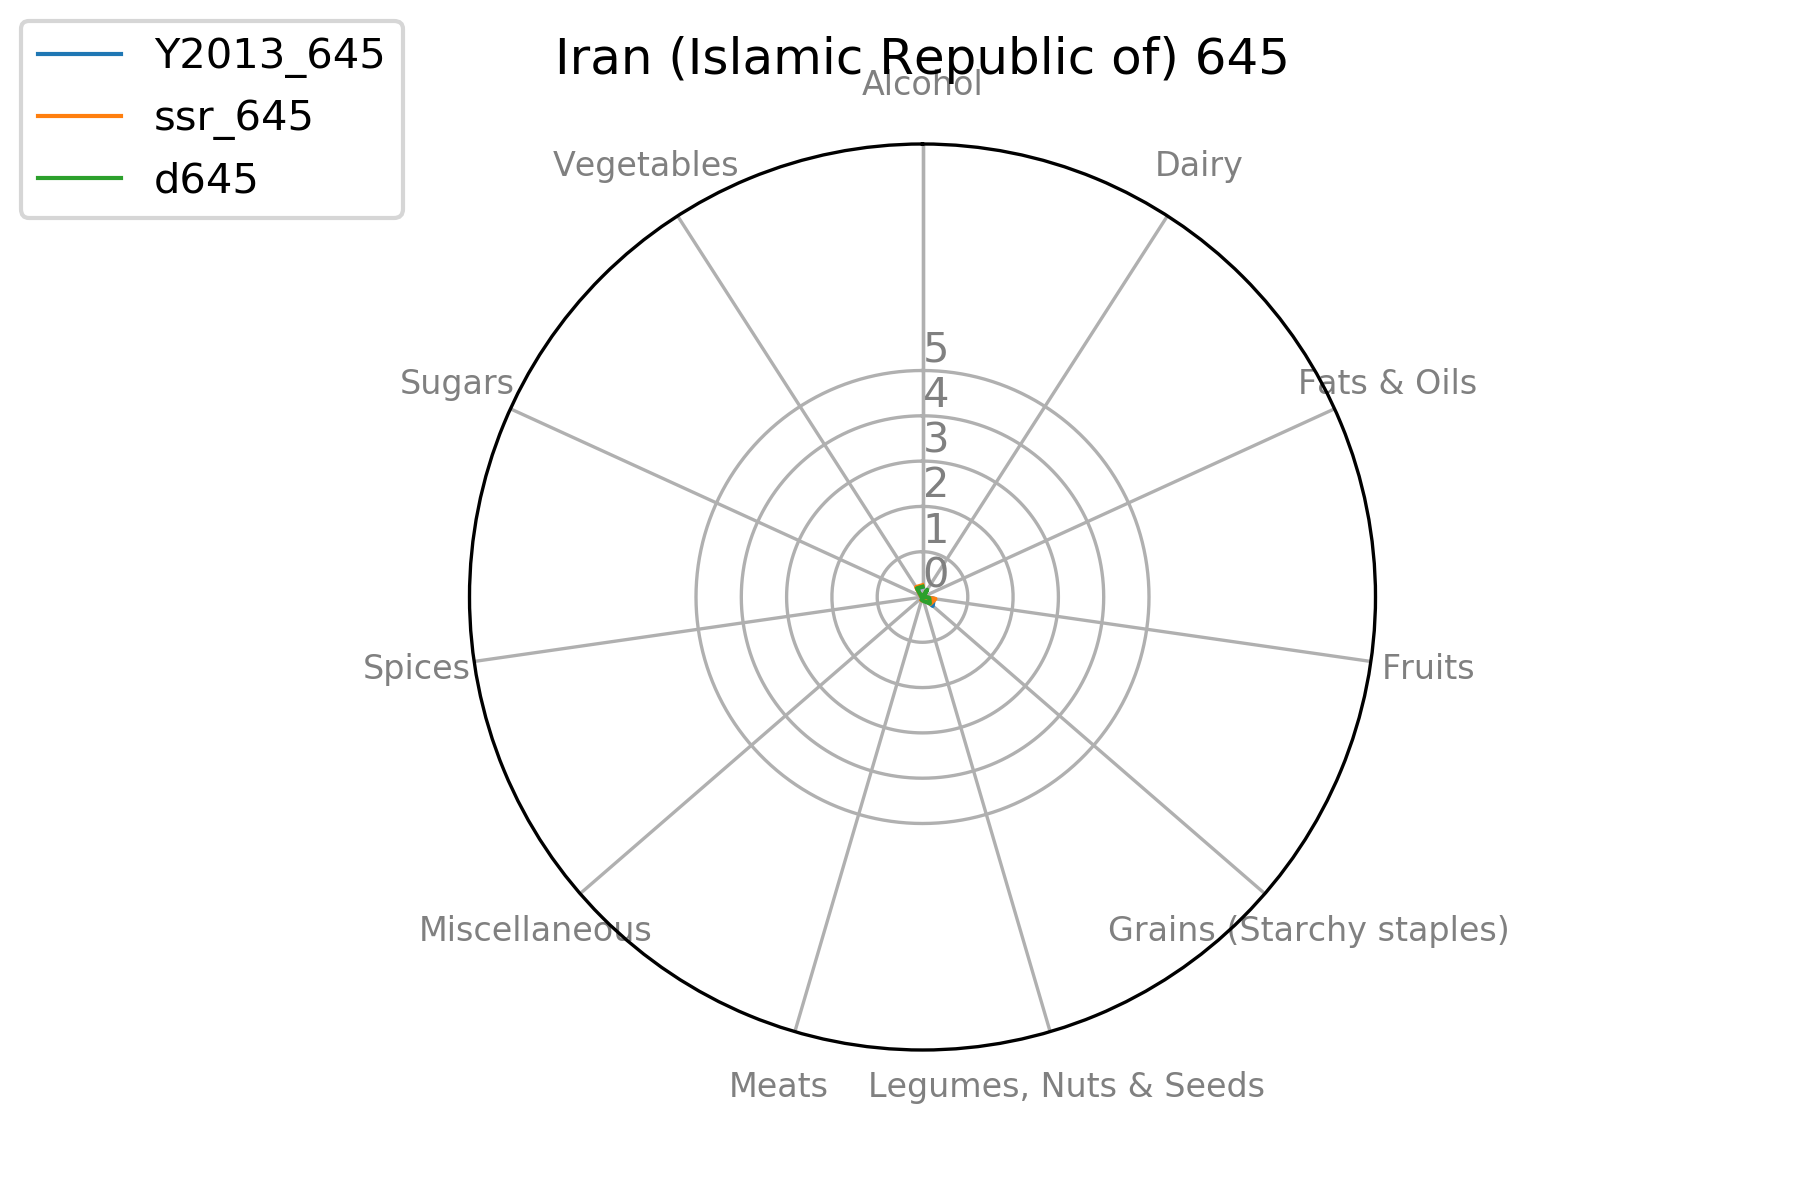 Y2013_645
ssr_645
d645
Iran (Islamic Republic of) 645
Alcohol
Dairy
Vegetables
Fats & Oils
Sugars
5
4
3
2
1
0
Spices
Fruits
Miscellaneous
Grains (Starchy staples)
Meats
Legumes, Nuts & Seeds